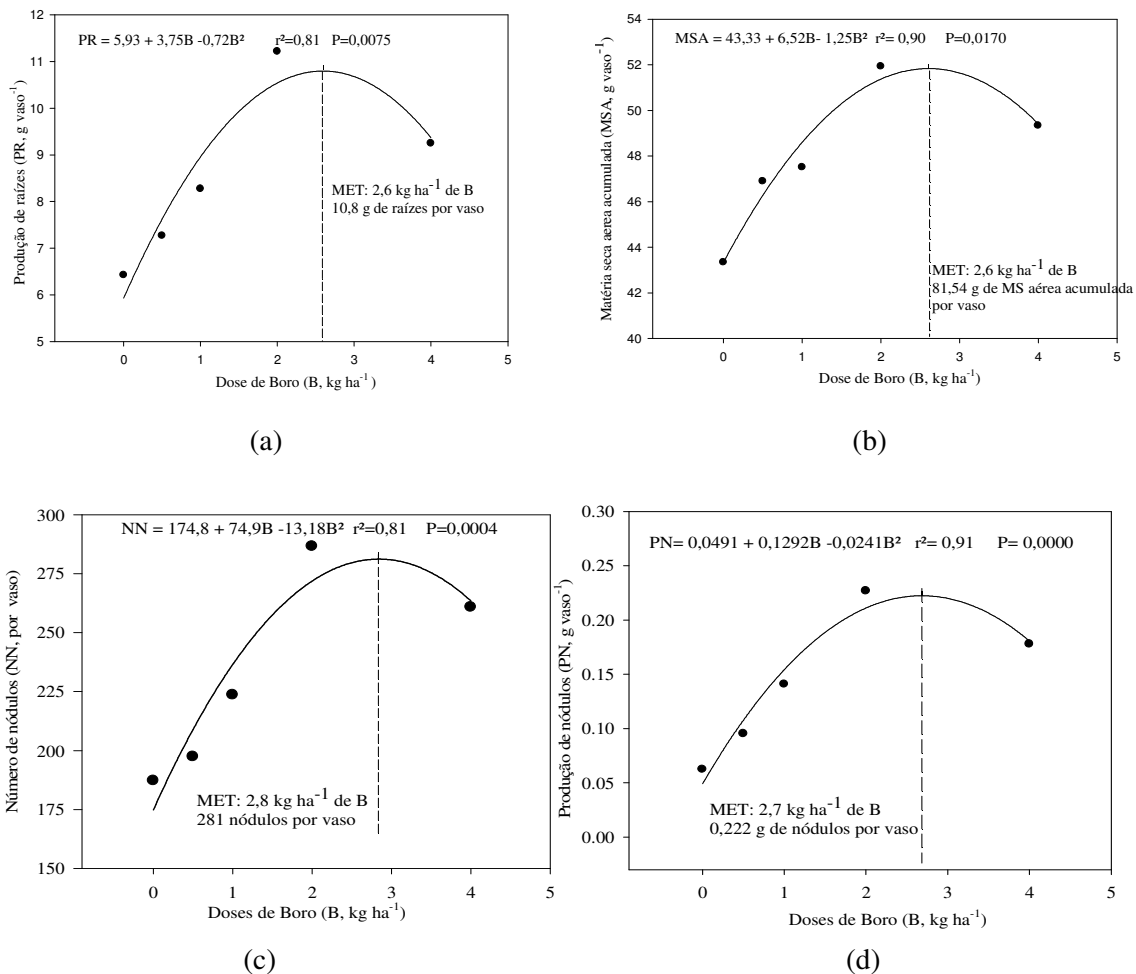 PR = 5,93 + 3,75B -0,72B² r²=0,81 P=0,0075
Produção de raízes (PR, g vaso⁻¹)
12
11
10
9
8
7
6
5
MET: 2,6 kg ha⁻¹ de B
10,8 g de raízes por vaso
0 1 2 3 4 5
Dose de Boro (B, kg ha⁻¹)
(a)
MSA = 43,33 + 6,52B- 1,25B² r²= 0,90 P=0,0170
Matéria seca aerea acumulada (MSA, g vaso⁻¹)
54
52
50
48
46
44
42
40
MET: 2,6 kg ha⁻¹ de B
81,54 g de MS aérea acumulada
por vaso
0 1 2 3 4 5
Dose de Boro (B, kg ha⁻¹)
(b)
NN = 174,8 + 74,9B -13,18B² r²=0,81 P=0,0004
Número de nódulos (NN, por vaso)
300
275
250
225
200
175
150
MET: 2,8 kg ha⁻¹ de B
281 nódulos por vaso
0 1 2 3 4 5
Doses de Boro (B, kg ha⁻¹)
(c)
PN= 0,0491 + 0,1292B -0,0241B² r²= 0,91 P= 0,0000
Produção de nódulos (PN, g vaso⁻¹)
0.30
0.25
0.20
0.15
0.10
0.05
0.00
MET: 2,7 kg ha⁻¹ de B
0,222 g de nódulos por vaso
0 1 2 3 4 5
Doses de Boro (B, kg ha⁻¹)
(d)